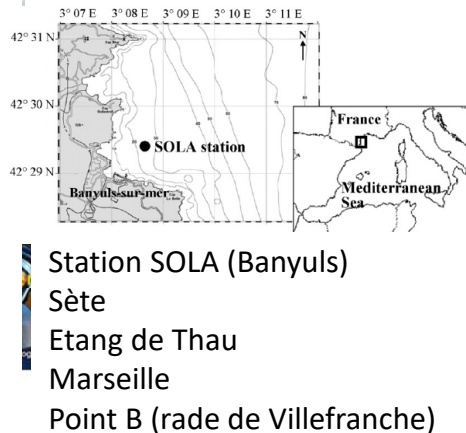 3° 07 E 3° 08 E 3° 09 E 3° 10 E 3° 11 E
42° 31 N
42° 30 N
SOLA station
42° 29 N
Banyuls-sur-mer
France
Mediterranean
Sea
N
Station SOLA (Banyuls)
Sète
Etang de Thau
Marseille
Point B (rade de Villefranche)